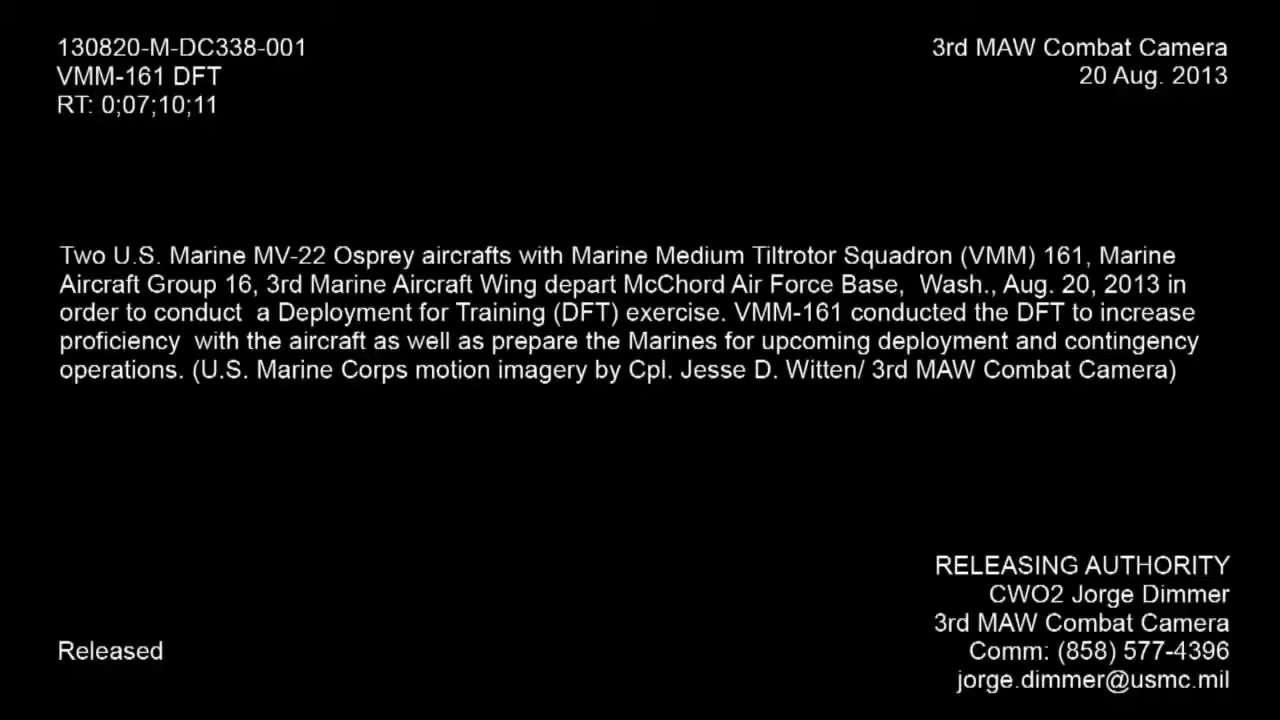 130820-M-DC338-001
VMM-161 DFT
RT: 0;07;10;11
3rd MAW Combat Camera
20 Aug. 2013
Two U.S. Marine MV-22 Osprey aircrafts with Marine Medium Tiltrotor Squadron (VMM) 161, Marine
Aircraft Group 16, 3rd Marine Aircraft Wing depart McChord Air Force Base,  Wash., Aug. 20, 2013 in
order to conduct  a Deployment for Training (DFT) exercise. VMM-161 conducted the DFT to increase
proficiency  with the aircraft as well as prepare the Marines for upcoming deployment and contingency
operations. (U.S. Marine Corps motion imagery by Cpl. Jesse D. Witten/ 3rd MAW Combat Camera)
Released
RELEASING AUTHORITY
CWO2 Jorge Dimmer
3rd MAW Combat Camera
Comm: (858) 577-4396
jorge.dimmer@usmc.mil